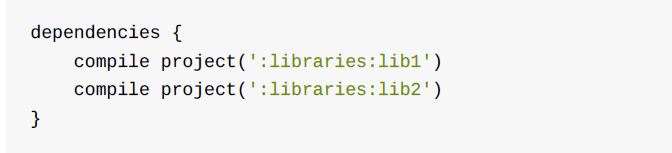 dependencies {
    compile project(':libraries:lib1')
    compile project(':libraries:lib2')
}